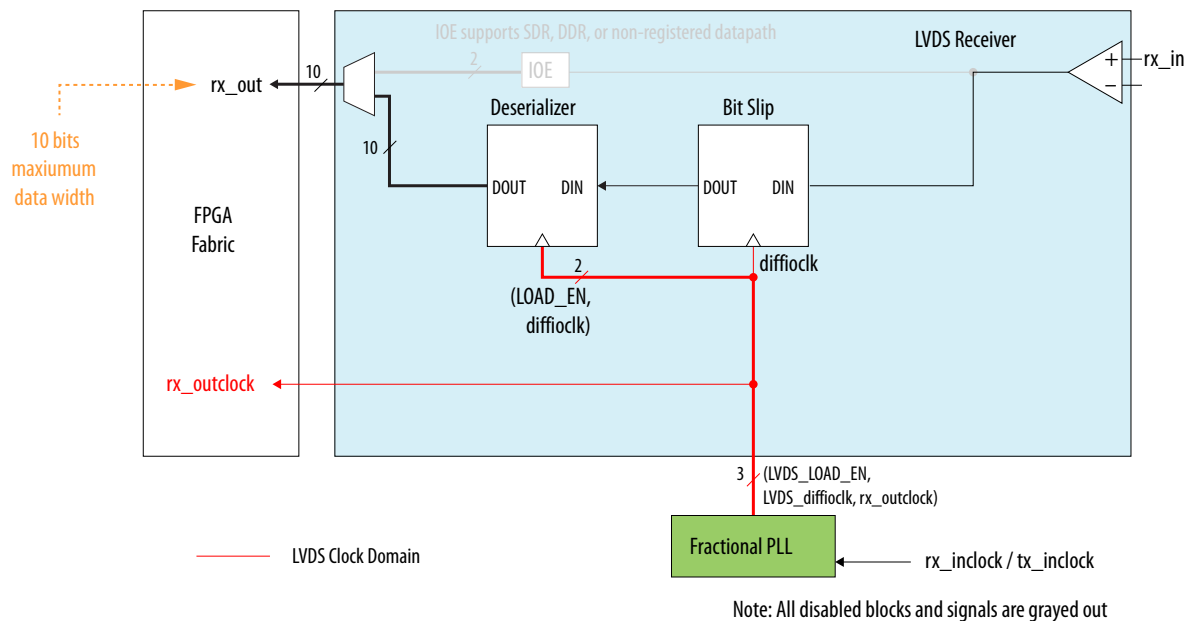 IOE supports SDR, DDR, or non-registered datapath
LVDS Receiver
2
IOE
+
rx_in
–
10
rx_out
10 bits
maxiumum
data width
Deserializer
Bit Slip
10
DOUT
DIN
DOUT
DIN
FPGA
Fabric
2
diffioclk
(LOAD_EN,
diffioclk)
rx_outclock
3
(LVDS_LOAD_EN,
LVDS_diffioclk, rx_outclock)
Fractional PLL
LVDS Clock Domain
rx_inclock / tx_inclock
Note: All disabled blocks and signals are grayed out